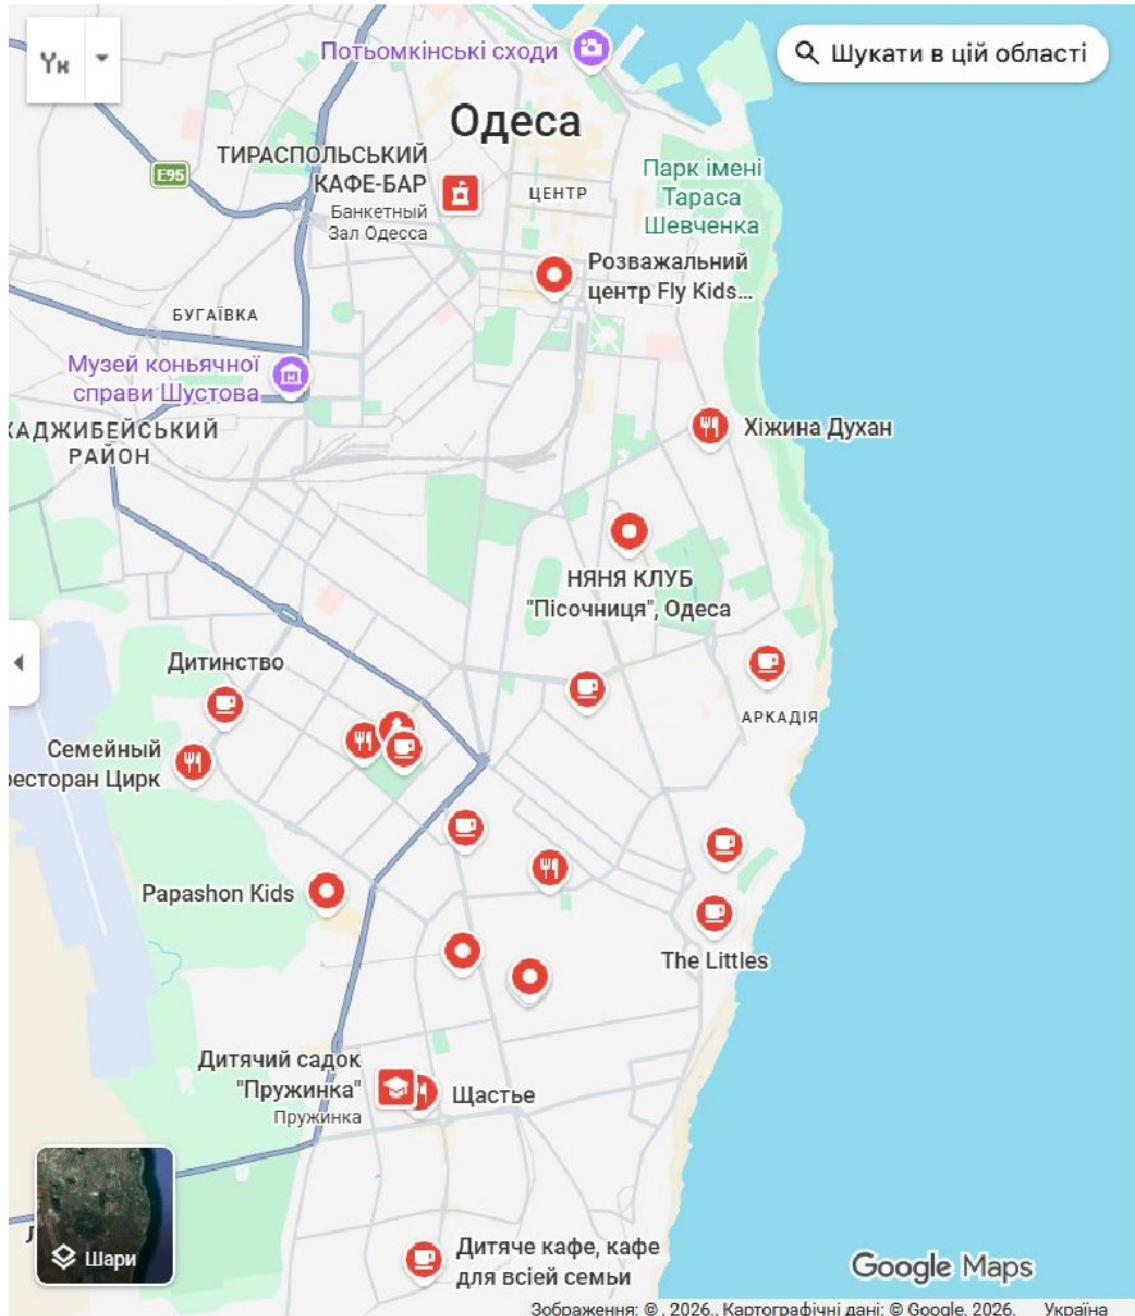 Потьомкінські сходи
Шукати в цій області
Одеса
ТИРАСПОЛЬСЬКИЙ
КАФЕ-БАР
Банкетный
Зал Одесса
E95
ЦЕНТР
Парк імені
Тараса
Шевченка
Розважальний
центр Fly Kids...
БУГАЇВКА
Музей коньячної
справи Шустова
ХАДЖИБЕЙСЬКИЙ
РАЙОН
Хіжина Духан
НЯНЯ КЛУБ
"Пісочниця", Одеса
Дитинство
АРКАДІЯ
Семейный
ресторан Цирк
Papashon Kids
The Littles
Дитячий садок
"Пружинка"
Пружинка
Щастье
Шари
Дитяче кафе, кафе
для всієй семьи
Google Maps
Зображення: ©, 2026., Картографічні дані: © Google, 2026. Україна